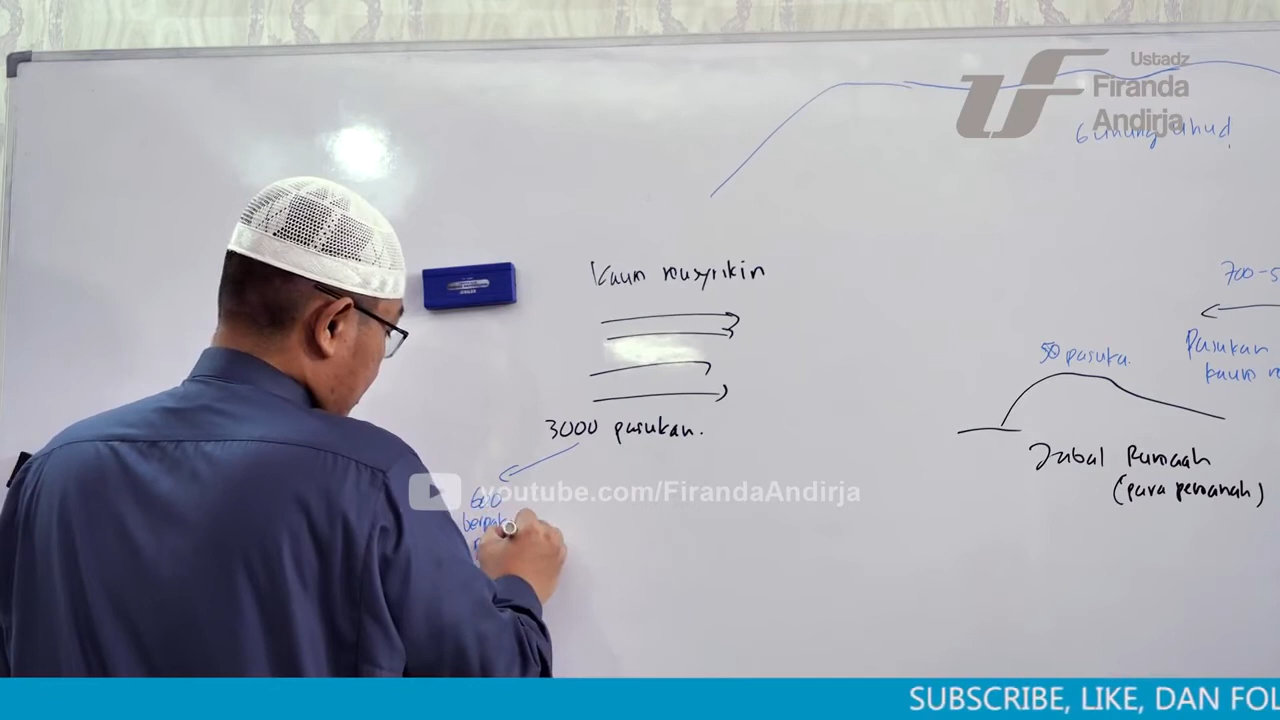 Ustadz
Firanda
Andirja
Gunung Uhud
Kaum musyrikin
3000 pasukan.
600
youtube.com/FirandaAndirja
50 pasuka
700-
Pasukan
kaum
Jabal Rumaah
(para pemanah)
SUBSCRIBE, LIKE, DAN FOL